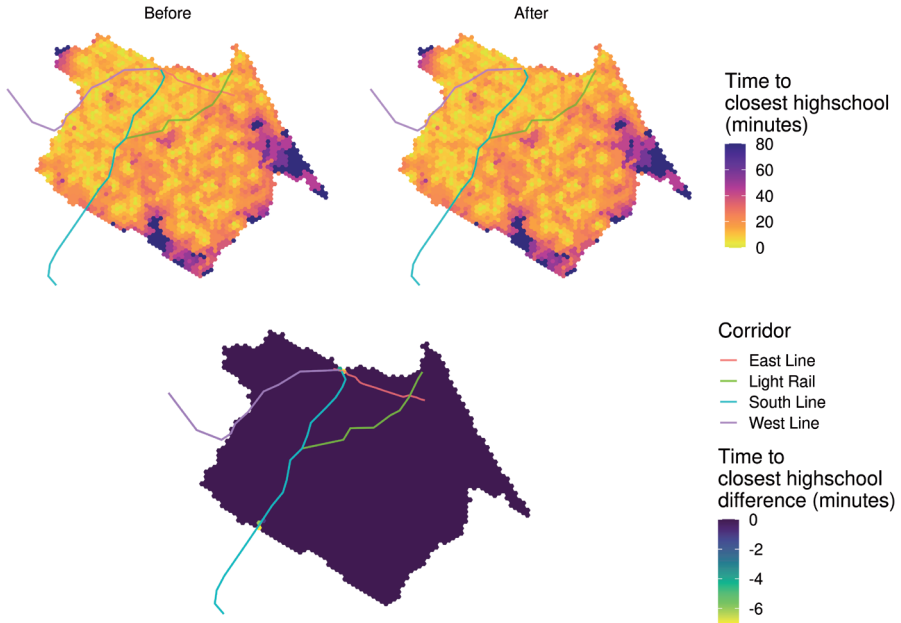 Before
After
Time to
closest highschool
(minutes)
80
60
40
20
0
Corridor
East Line
Light Rail
South Line
West Line
Time to
closest highschool
difference (minutes)
0
-2
-4
-6